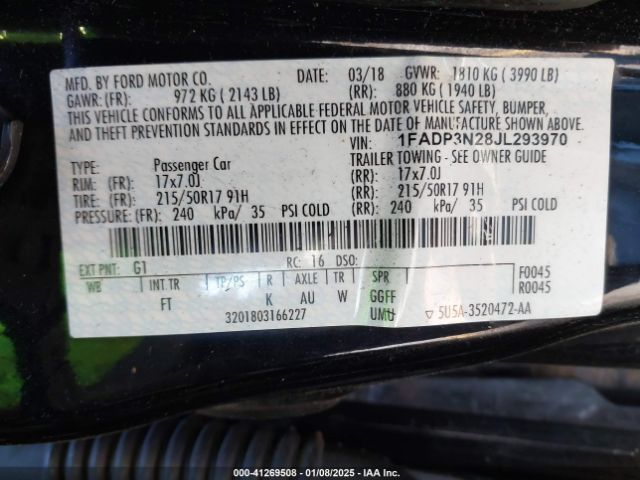 MFD. BY FORD MOTOR CO. DATE: 03/18 GVWR: 1810 KG ( 3990 LB)
GAWR: (FR): 972 KG ( 2143 LB) (RR): 880 KG ( 1940 LB)
THIS VEHICLE CONFORMS TO ALL APPLICABLE FEDERAL MOTOR VEHICLE SAFETY, BUMPER,
AND THEFT PREVENTION STANDARDS IN EFFECT ON THE DATE OF MANUFACTURE SHOWN ABOVE.
VIN: 1FADP3N28JL293970
TYPE: Passenger Car TRAILER TOWING - SEE OWNER GUIDE
RIM: (FR): 17x7.0J (RR): 17x7.0J
TIRE: (FR): 215/50R17 91H (RR): 215/50R17 91H
PRESSURE: (FR): 240 kPa/ 35 PSI COLD (RR): 240 kPa/ 35 PSI COLD
EXT PNT: G1 RC: 16 DSO: F0045
WB INT TR TP/PS R AXLE TR SPR R0045
FT K AU W GGFF
3201803166227 UMU ▽ 5U5A-3520472-AA
000-41269508 - 01/08/2025 - IAA Inc.